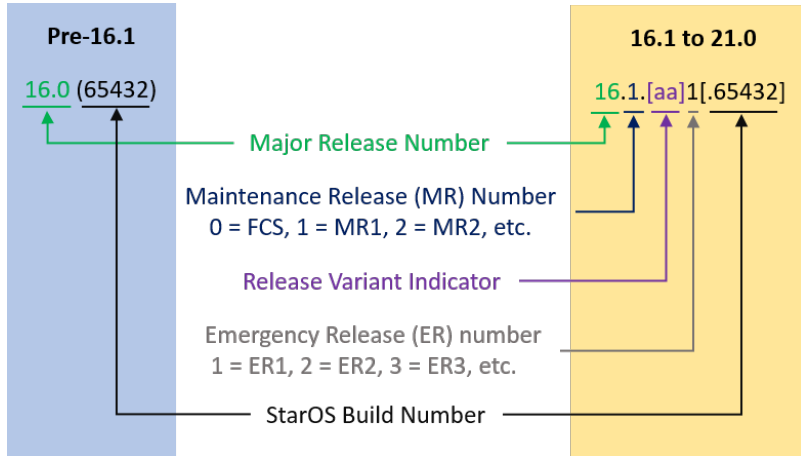 Pre-16.1
16.1 to 21.0
16.0 (65432)
16.1.[aa]1[.65432]
Major Release Number
Maintenance Release (MR) Number
0 = FCS, 1 = MR1, 2 = MR2, etc.
Release Variant Indicator
Emergency Release (ER) number
1 = ER1, 2 = ER2, 3 = ER3, etc.
StarOS Build Number